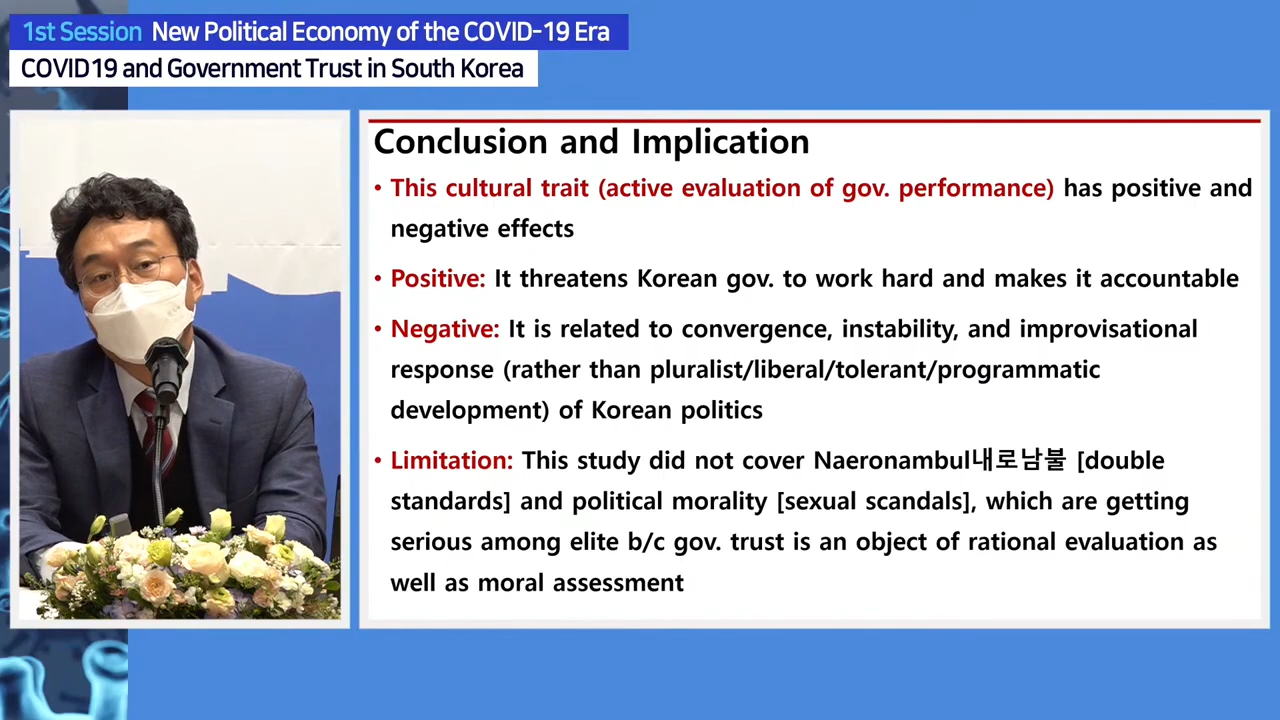 1st Session New Political Economy of the COVID-19 Era
COVID19 and Government Trust in South Korea
Conclusion and Implication
• This cultural trait (active evaluation of gov. performance) has positive and
negative effects
• Positive: It threatens Korean gov. to work hard and makes it accountable
• Negative: It is related to convergence, instability, and improvisational
response (rather than pluralist/liberal/tolerant/programmatic
development) of Korean politics
• Limitation: This study did not cover Naeronambul내로남불 [double
standards] and political morality [sexual scandals], which are getting
serious among elite b/c gov. trust is an object of rational evaluation as
well as moral assessment